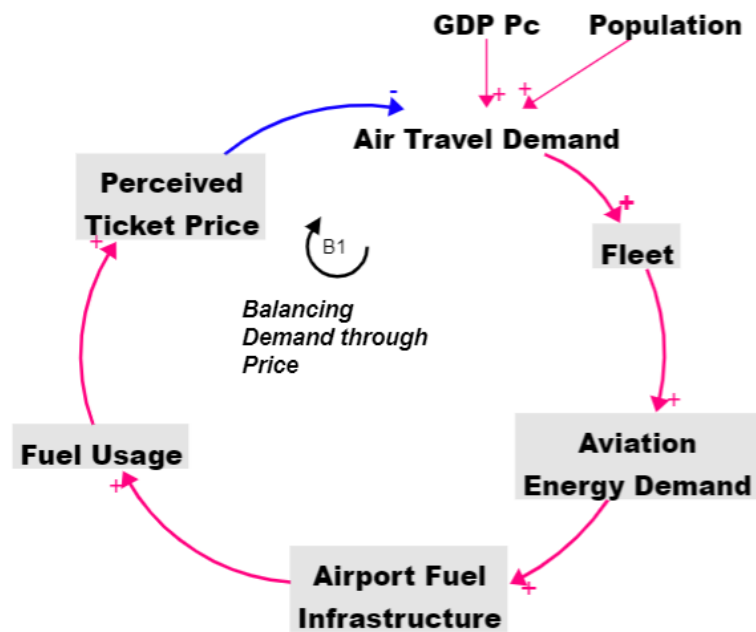 GDP Pc Population
+ +
-
Air Travel Demand
Perceived
Ticket Price
+
+
Fleet
B1
Balancing
Demand through
Price
+
Aviation
Energy Demand
Fuel Usage
+
Airport Fuel
Infrastructure
+